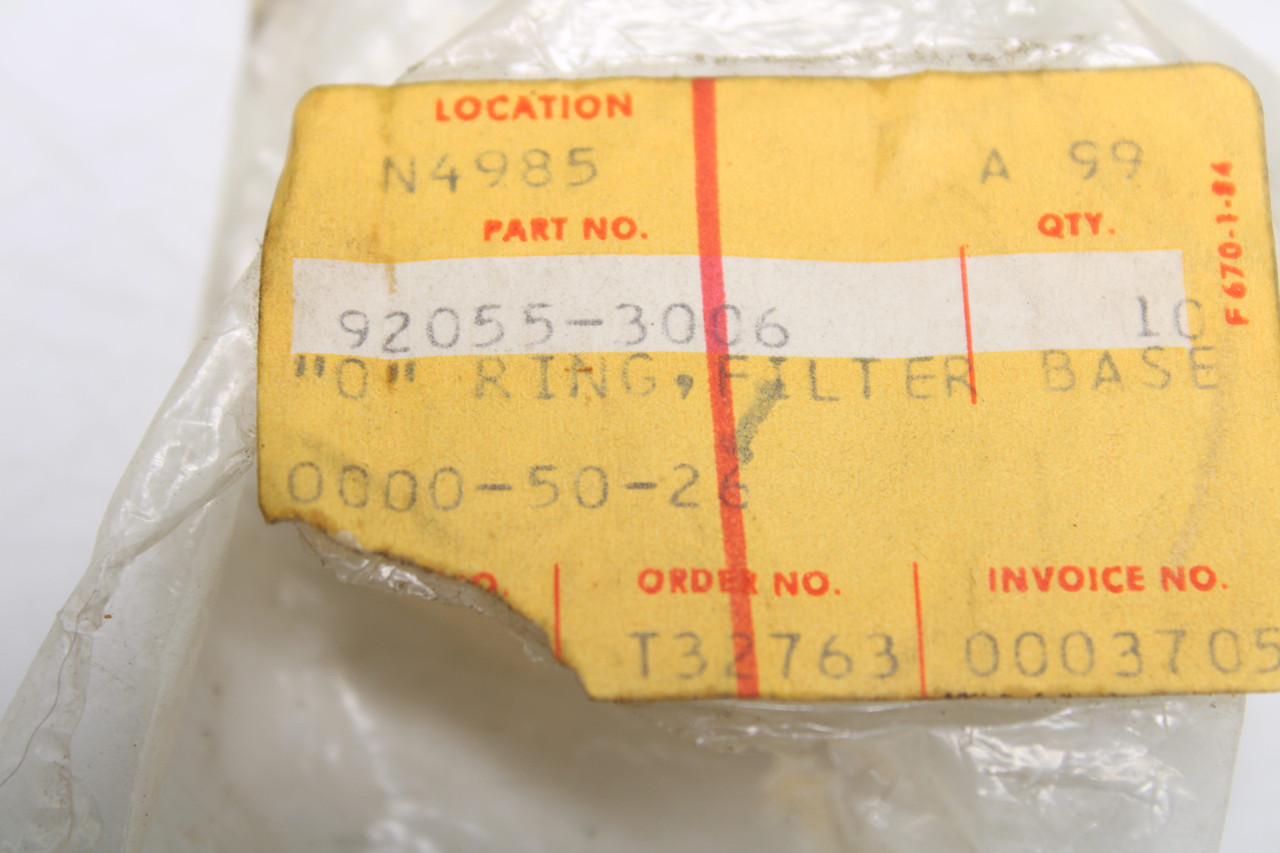 LOCATION
N4985 A 99
PART NO. QTY.
92055-3006 10
"O" RING, FILTER BASE
0000-50-26
O. ORDER NO. INVOICE NO.
T32763 0003705
F670-1-84